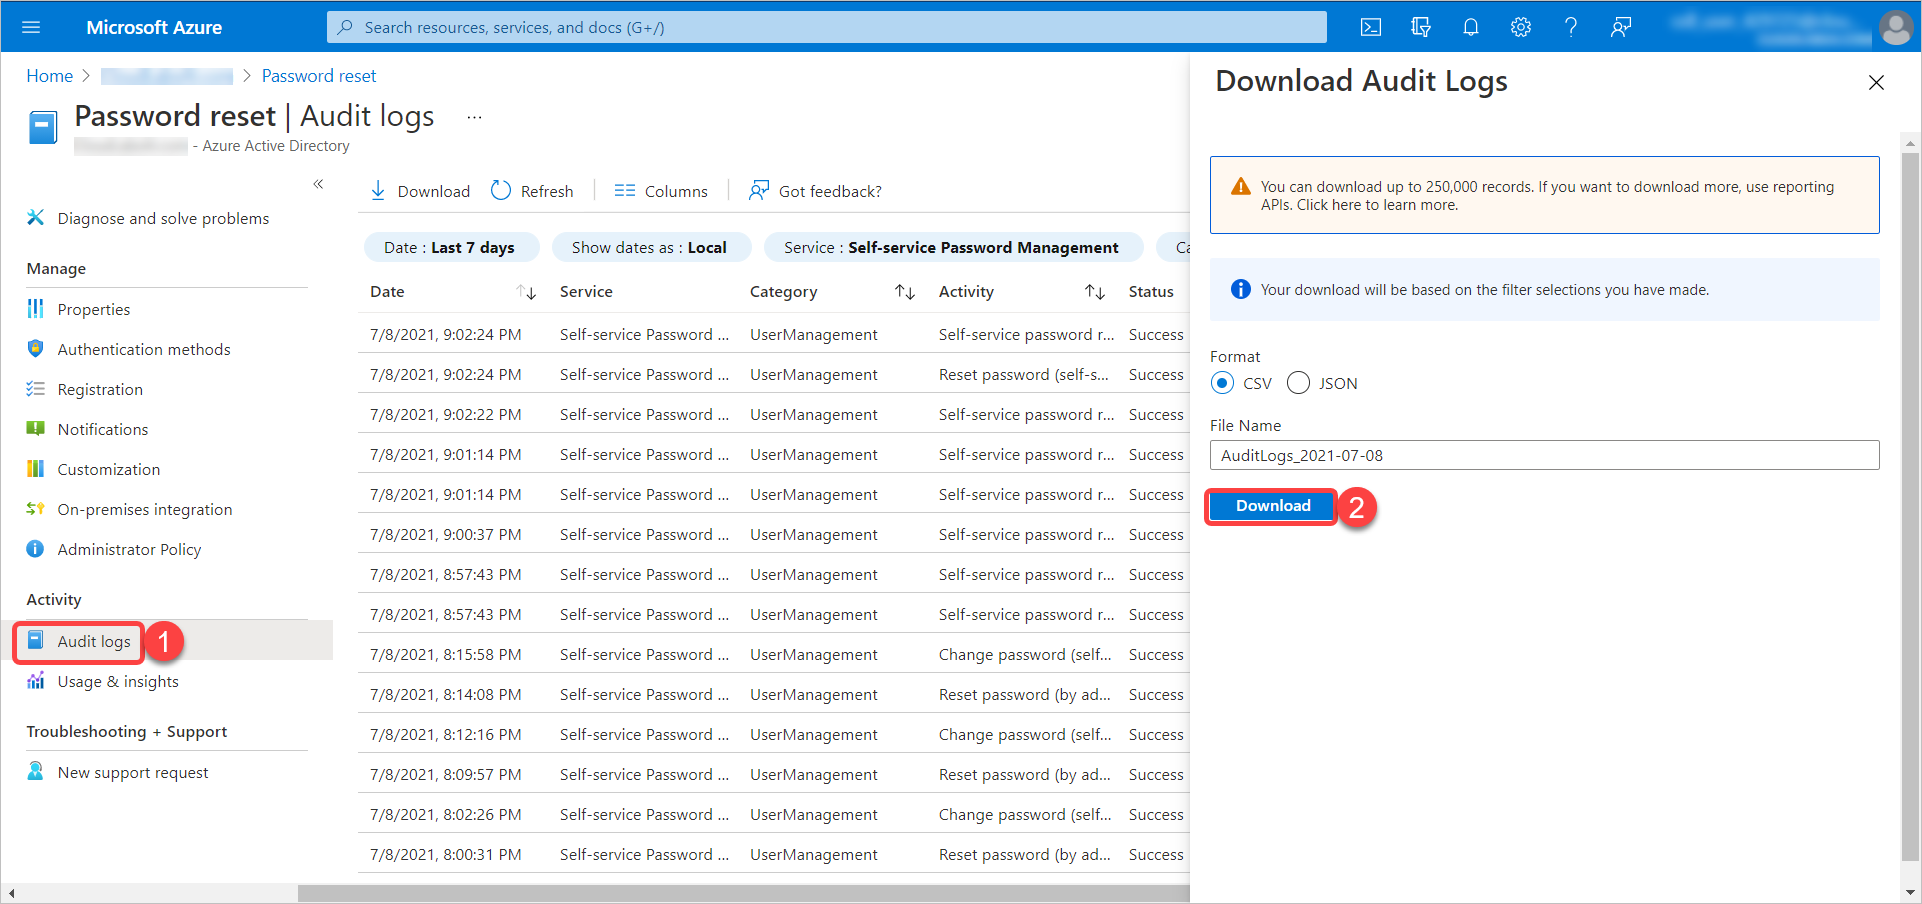 Microsoft Azure
Search resources, services, and docs (G+/)
Home > > Password reset
Password reset | Audit logs ...
- Azure Active Directory
«
Diagnose and solve problems
Manage
Properties
Authentication methods
Registration
Notifications
Customization
On-premises integration
Administrator Policy
Activity
Audit logs 1
Usage & insights
Troubleshooting + Support
New support request
Download Refresh Columns Got feedback?
Date : Last 7 days Show dates as : Local Service : Self-service Password Management Ca
Date Service Category Activity Status
7/8/2021, 9:02:24 PM Self-service Password ... UserManagement Self-service password r... Success
7/8/2021, 9:02:24 PM Self-service Password ... UserManagement Reset password (self-s... Success
7/8/2021, 9:02:22 PM Self-service Password ... UserManagement Self-service password r... Success
7/8/2021, 9:01:14 PM Self-service Password ... UserManagement Self-service password r... Success
7/8/2021, 9:01:14 PM Self-service Password ... UserManagement Self-service password r... Success
7/8/2021, 9:00:37 PM Self-service Password ... UserManagement Self-service password r... Success
7/8/2021, 8:57:43 PM Self-service Password ... UserManagement Self-service password r... Success
7/8/2021, 8:57:43 PM Self-service Password ... UserManagement Self-service password r... Success
7/8/2021, 8:15:58 PM Self-service Password ... UserManagement Change password (self... Success
7/8/2021, 8:14:08 PM Self-service Password ... UserManagement Reset password (by ad... Success
7/8/2021, 8:12:16 PM Self-service Password ... UserManagement Change password (self... Success
7/8/2021, 8:09:57 PM Self-service Password ... UserManagement Reset password (by ad... Success
7/8/2021, 8:02:26 PM Self-service Password ... UserManagement Change password (self... Success
7/8/2021, 8:00:31 PM Self-service Password ... UserManagement Reset password (by ad... Success
Download Audit Logs
You can download up to 250,000 records. If you want to download more, use reporting
APIs. Click here to learn more.
Your download will be based on the filter selections you have made.
Format
CSV JSON
File Name
AuditLogs_2021-07-08
Download 2